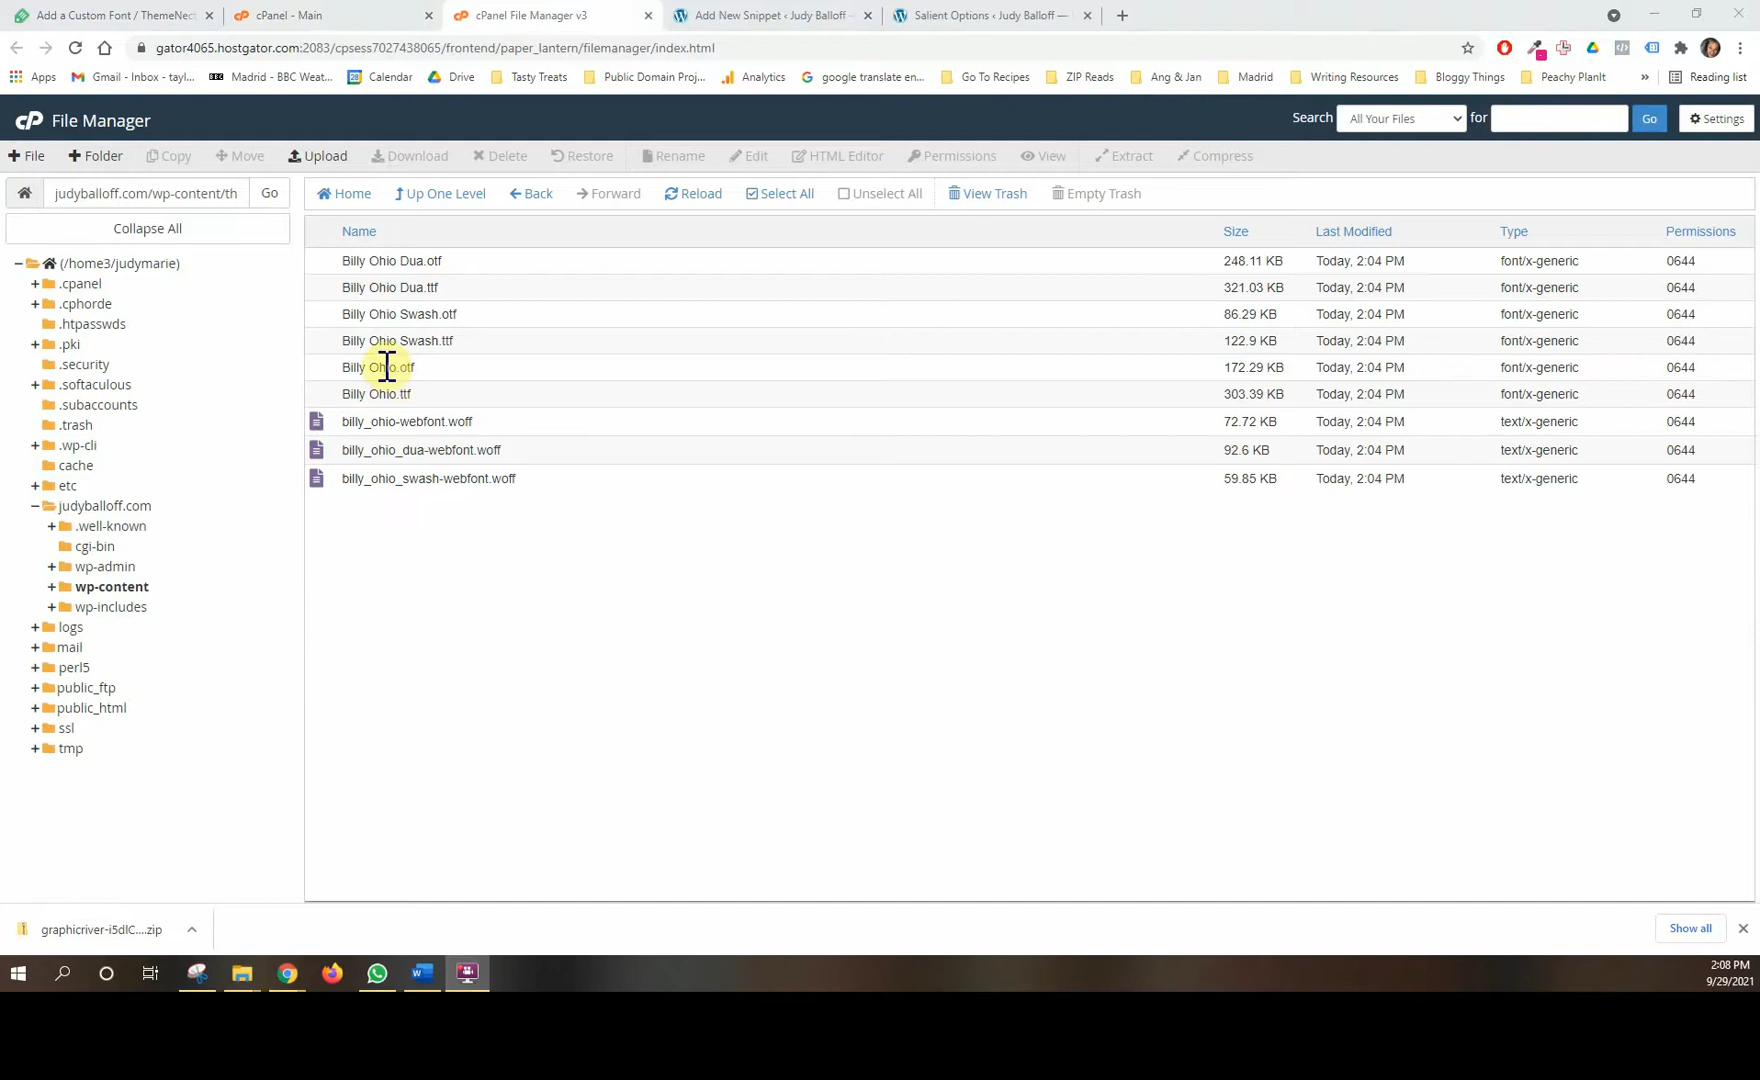 Add a Custom Font / ThemeNect
cPanel - Main
cPanel File Manager v3
Add New Snippet ‹ Judy Balloff –
Salient Options ‹ Judy Balloff —
gator4065.hostgator.com:2083/cpsess7027438065/frontend/paper_lantern/filemanager/index.html
Apps
Gmail - Inbox - tayl...
BBC
Madrid - BBC Weat...
Calendar
Drive
Tasty Treats
Public Domain Proj...
Analytics
google translate en...
Go To Recipes
ZIP Reads
Ang & Jan
Madrid
Writing Resources
Bloggy Things
Peachy PlanIt
»
Reading list
cP File Manager
Search
All Your Files
for
Go
Settings
+ File
+ Folder
Copy
Move
Upload
Download
Delete
Restore
Rename
Edit
HTML Editor
Permissions
View
Extract
Compress
judyballoff.com/wp-content/th
Go
Home
Up One Level
Back
Forward
Reload
Select All
Unselect All
View Trash
Empty Trash
Collapse All
Name Size Last Modified Type Permissions
Billy Ohio Dua.otf 248.11 KB Today, 2:04 PM font/x-generic 0644
Billy Ohio Dua.ttf 321.03 KB Today, 2:04 PM font/x-generic 0644
Billy Ohio Swash.otf 86.29 KB Today, 2:04 PM font/x-generic 0644
Billy Ohio Swash.ttf 122.9 KB Today, 2:04 PM font/x-generic 0644
Billy Ohio.otf 172.29 KB Today, 2:04 PM font/x-generic 0644
Billy Ohio.ttf 303.39 KB Today, 2:04 PM font/x-generic 0644
billy_ohio-webfont.woff 72.72 KB Today, 2:04 PM text/x-generic 0644
billy_ohio_dua-webfont.woff 92.6 KB Today, 2:04 PM text/x-generic 0644
billy_ohio_swash-webfont.woff 59.85 KB Today, 2:04 PM text/x-generic 0644
(/home3/judymarie)
.cpanel
.cphorde
.htpasswds
.pki
.security
.softaculous
.subaccounts
.trash
.wp-cli
cache
etc
judyballoff.com
.well-known
cgi-bin
wp-admin
wp-content
wp-includes
logs
mail
perl5
public_ftp
public_html
ssl
tmp
graphicriver-i5dIC....zip
Show all
2:08 PM
9/29/2021